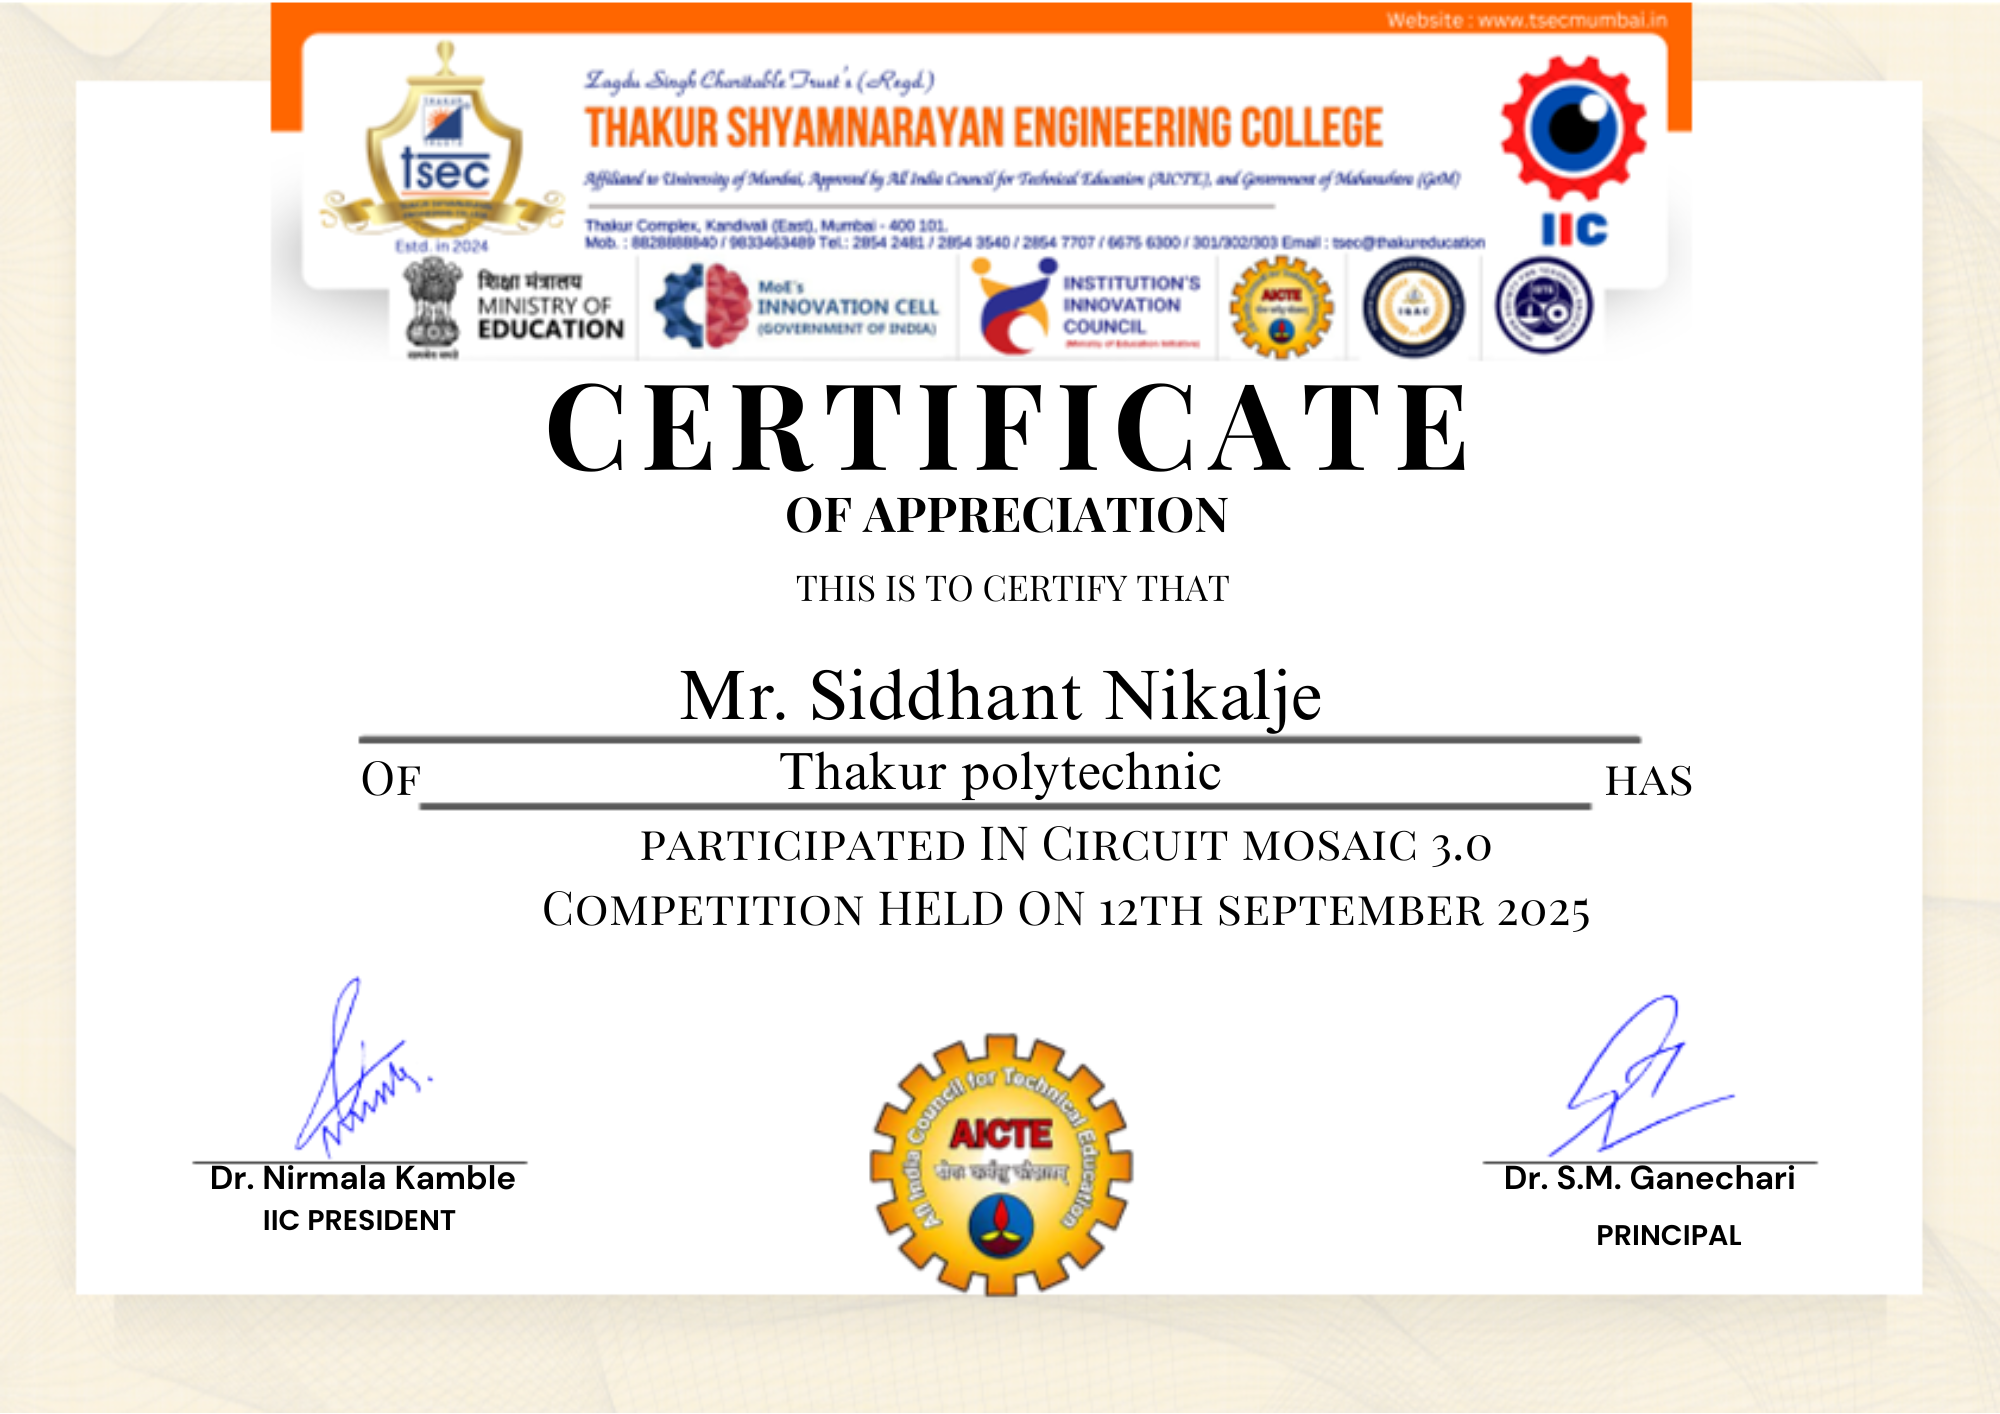 Website : www.tsecmumbai.in
Zagdu Singh Charitable Trust's (Regd.)
THAKUR SHYAMNARAYAN ENGINEERING COLLEGE
Affiliated to University of Mumbai, Approved by All India Council for Technical Education (AICTE), and Government of Maharashtra (GoM)
Thakur Complex, Kandivali (East), Mumbai - 400 101.
Mob. : 8828888840 / 9833463489 Tel.: 2854 2481 / 2854 3540 / 2854 7707 / 6675 6300 / 301/302/303 Email : tsec@thakureducation
tsec
Estd. in 2024
IIC
शिक्षा मंत्रालय
MINISTRY OF
EDUCATION
MoE's
INNOVATION CELL
(GOVERNMENT OF INDIA)
INSTITUTION'S
INNOVATION
COUNCIL
(Ministry of Education Initiative)
AICTE
CERTIFICATE
OF APPRECIATION
THIS IS TO CERTIFY THAT
Mr. Siddhant Nikalje
OF Thakur polytechnic HAS
PARTICIPATED IN CIRCUIT MOSAIC 3.0
COMPETITION HELD ON 12TH SEPTEMBER 2025
Dr. Nirmala Kamble
IIC PRESIDENT
All India Council for Technical Education
AICTE
Dr. S.M. Ganechari
PRINCIPAL